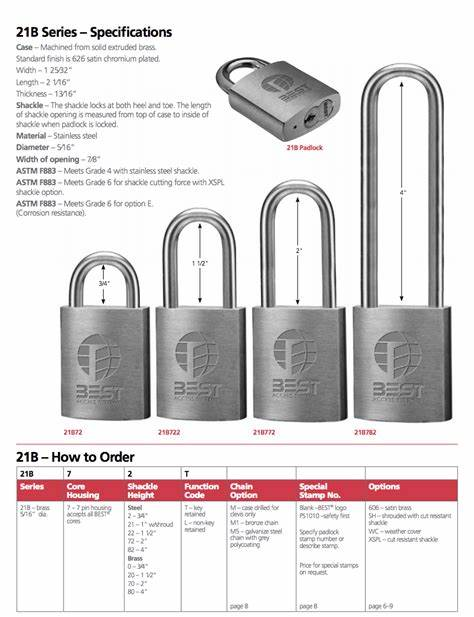 21B Series – Specifications
Case – Machined from solid extruded brass.
Standard finish is 626 satin chromium plated.
Width – 1 25⁄32"
Length – 2 1⁄16"
Thickness – 13⁄16"
Shackle – The shackle locks at both heel and toe. The length
of shackle opening is measured from top of case to inside of
shackle when padlock is locked.
Material – Stainless steel
Diameter – 5⁄16"
Width of opening – 7⁄8"
ASTM F883 – Meets Grade 4 with stainless steel shackle.
ASTM F883 – Meets Grade 6 for shackle cutting force with XSPL
shackle option.
ASTM F883 – Meets Grade 6 for option E.
(Corrosion resistance).
BEST
21B Padlock
3/4"
1 1/2"
2"
4"
BEST
BEST
BEST
BEST
21B72
21B722
21B772
21B7B2
21B – How to Order
21B 7 2 T
Series Core Housing Shackle Height Function Code Chain Option Special Stamp No. Options
21B – brass
5/16" dia.
7 – 7 pin housing
accepts all BEST®
cores
Steel
2 – 3/4"
21 – 1" w/shroud
22 – 1 1/2"
72 – 2"
82 – 4"
Brass
0 – 3/4"
20 – 1 1/2"
70 – 2"
80 – 4"
T – key
retained
L – non-key
retained
M – case drilled for
clevis only
M1 – bronze chain
MS – galvanize steel
chain with grey
polycoating
page 8
Blank –BEST® logo
PS1010 –safety first
Specify padlock
stamp number or
describe stamp.
Price for special stamps
on request.
page 8
606 – satin brass
SH – shrouded with cut resistant
shackle
WC – weather cover
XSPL – cut resistant shackle
page 6–9